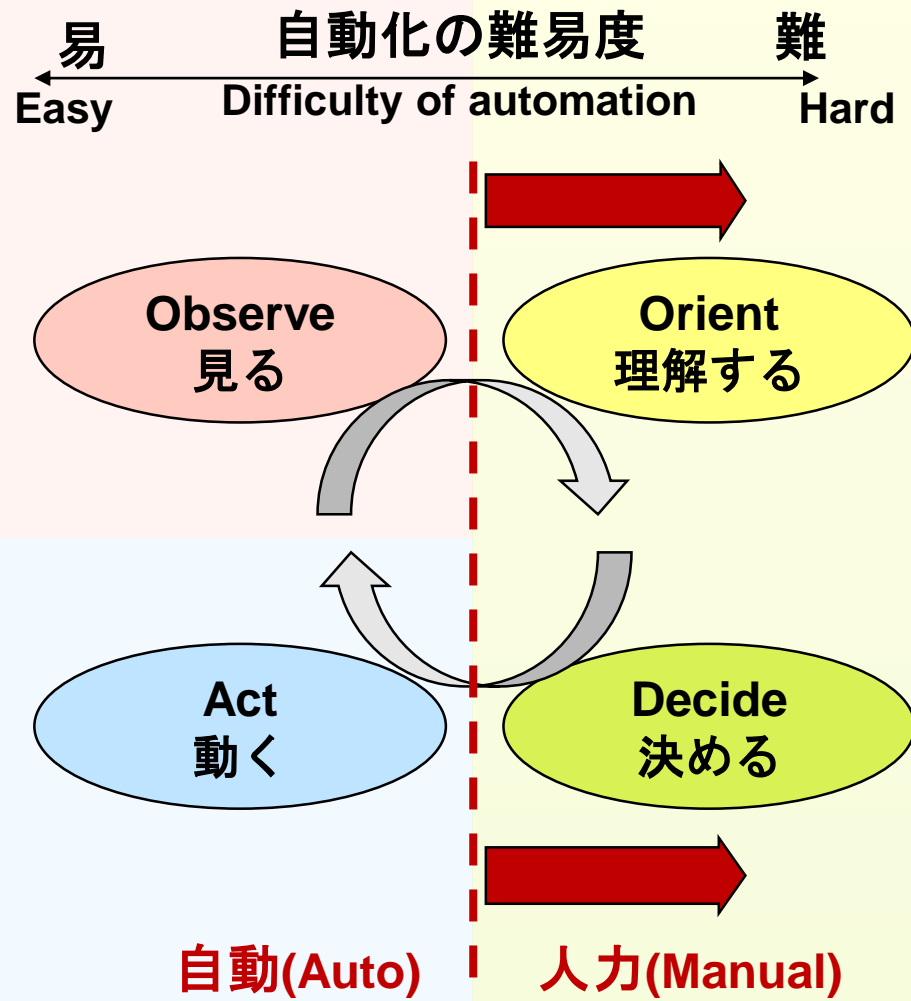 易 自動化の難易度 難
Easy Difficulty of automation Hard
Observe
見る
Orient
理解する
Act
動く
Decide
決める
自動(Auto) 人力(Manual)